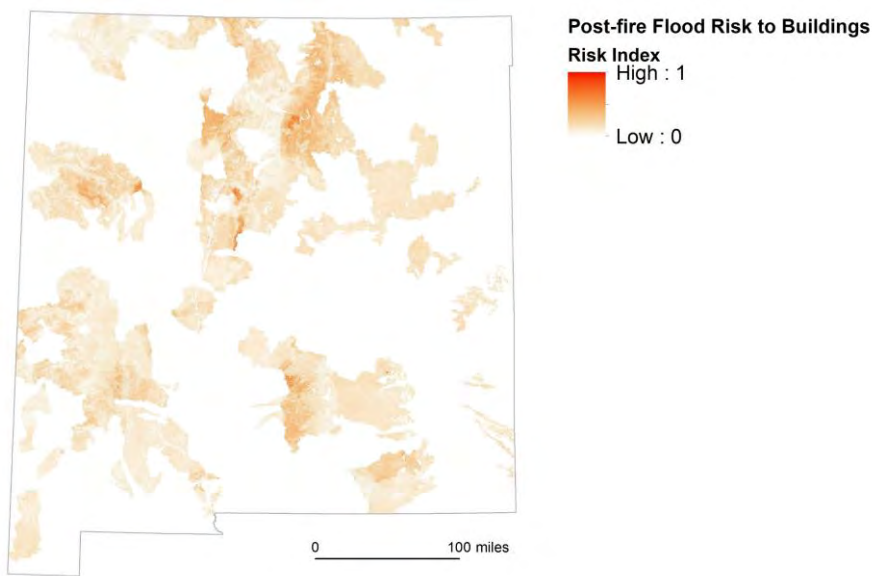 Post-fire Flood Risk to Buildings
Risk Index
High : 1
Low : 0
0 100 miles